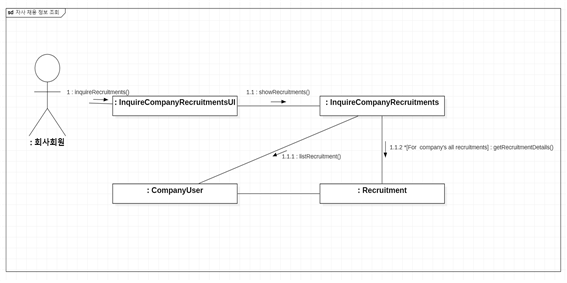 sd 자사 채용 정보 조회
1 : inquireRecruitments()
1.1 : showRecruitments()
: InquireCompanyRecruitmentsUI
: InquireCompanyRecruitments
: 회사회원
1.1.1 : listRecruitment()
1.1.2 *[For company's all recruitments] : getRecruitmentDetails()
: CompanyUser
: Recruitment